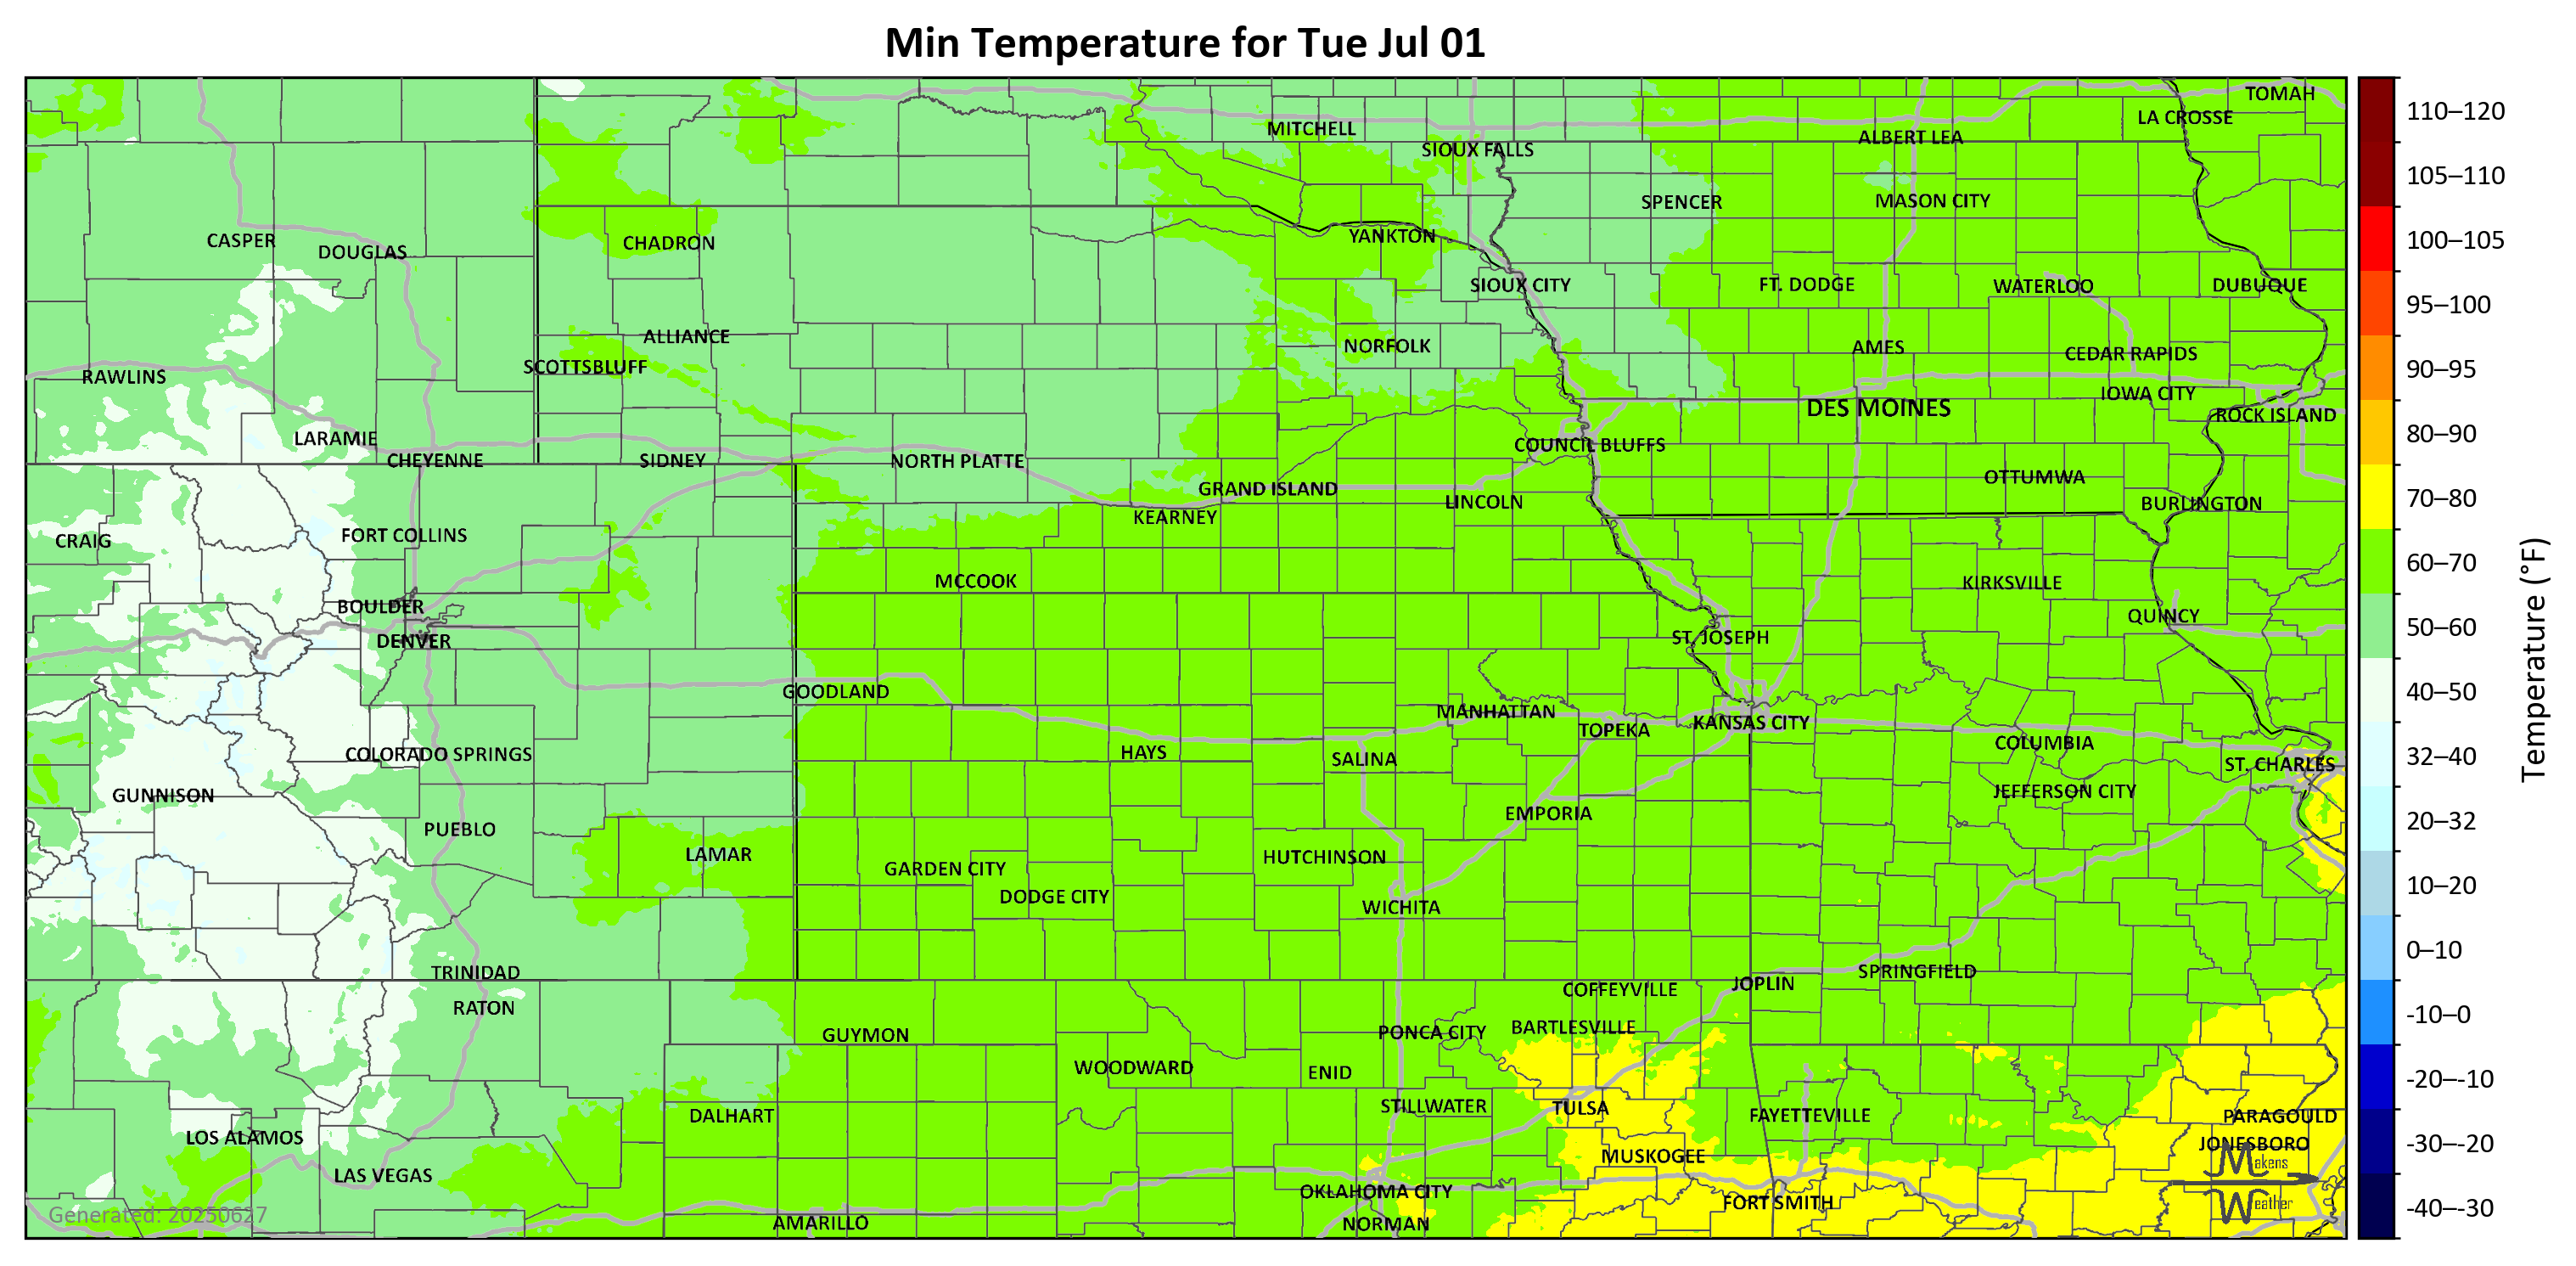 Min Temperature for Tue Jul 01
TOMAH
LA CROSSE
MITCHELL
ALBERT LEA
SIOUX FALLS
SPENCER
MASON CITY
YANKTON
CASPER
CHADRON
DOUGLAS
SIOUX CITY
FT. DODGE
WATERLOO
DUBUQUE
ALLIANCE
NORFOLK
AMES
CEDAR RAPIDS
SCOTTSBLUFF
RAWLINS
IOWA CITY
DES MOINES
ROCK ISLAND
LARAMIE
COUNCIL BLUFFS
CHEYENNE
SIDNEY
NORTH PLATTE
OTTUMWA
GRAND ISLAND
LINCOLN
BURLINGTON
KEARNEY
FORT COLLINS
CRAIG
MCCOOK
KIRKSVILLE
BOULDER
QUINCY
DENVER
ST. JOSEPH
GOODLAND
MANHATTAN
KANSAS CITY
TOPEKA
COLUMBIA
HAYS
COLORADO SPRINGS
SALINA
ST. CHARLES
GUNNISON
JEFFERSON CITY
EMPORIA
PUEBLO
LAMAR
HUTCHINSON
GARDEN CITY
DODGE CITY
WICHITA
TRINIDAD
SPRINGFIELD
JOPLIN
COFFEYVILLE
RATON
BARTLESVILLE
PONCA CITY
GUYMON
WOODWARD
ENID
STILLWATER
TULSA
DALHART
FAYETTEVILLE
PARAGOULD
LOS ALAMOS
JONESBORO
MUSKOGEE
LAS VEGAS
OKLAHOMA CITY
FORT SMITH
AMARILLO
NORMAN
Makens
Weather
Generated: 20250627
110–120
105–110
100–105
95–100
90–95
80–90
70–80
60–70
50–60
40–50
32–40
20–32
10–20
0–10
-10–0
-20–-10
-30–-20
-40–-30
Temperature (°F)